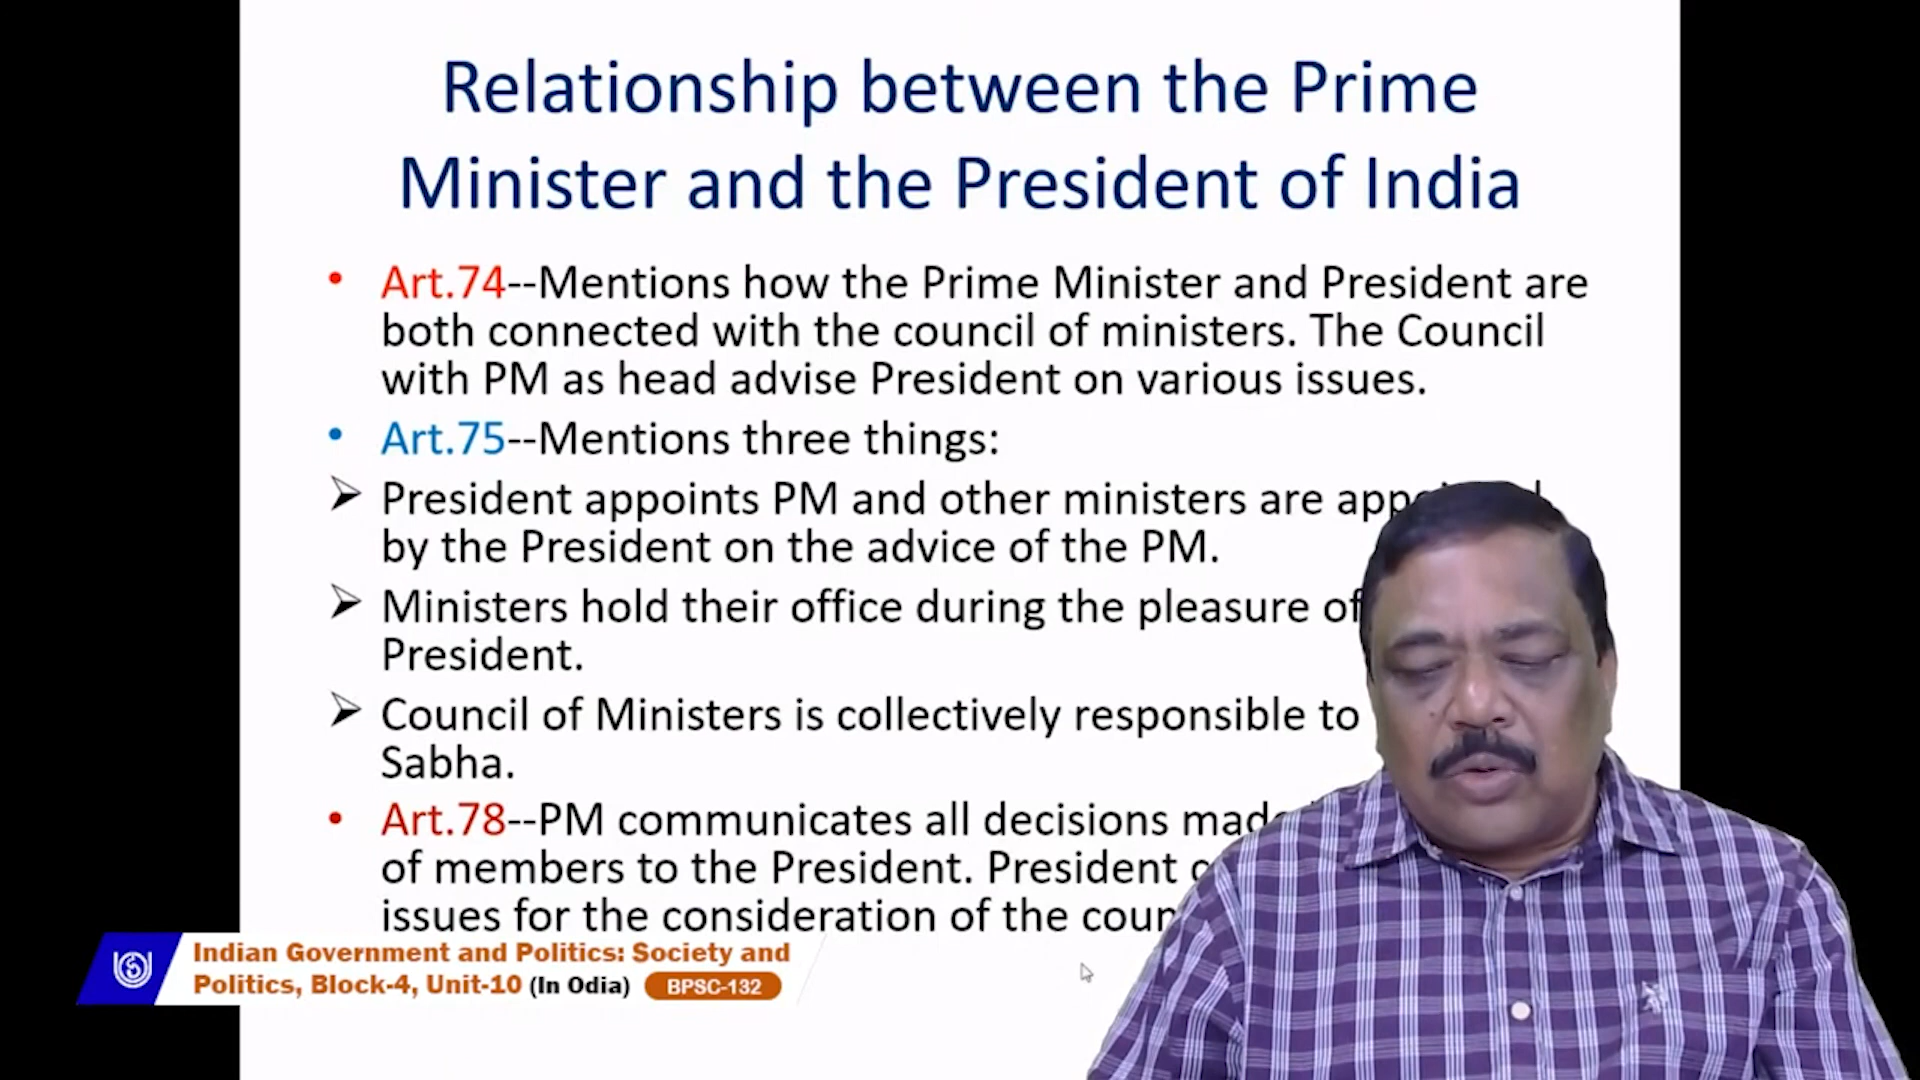 Relationship between the Prime
Minister and the President of India
• Art.74--Mentions how the Prime Minister and President are
both connected with the council of ministers. The Council
with PM as head advise President on various issues.
• Art.75--Mentions three things:
➢ President appoints PM and other ministers are
by the President on the advice of the PM.
➢ Ministers hold their office during the pleasure of
President.
➢ Council of Ministers is collectively responsible to
Sabha.
• Art.78--PM communicates all decisions
of members to the President. President
issues for the consideration of the
Indian Government and Politics: Society and
Politics, Block-4, Unit-10 (In Odia) BPSC-132